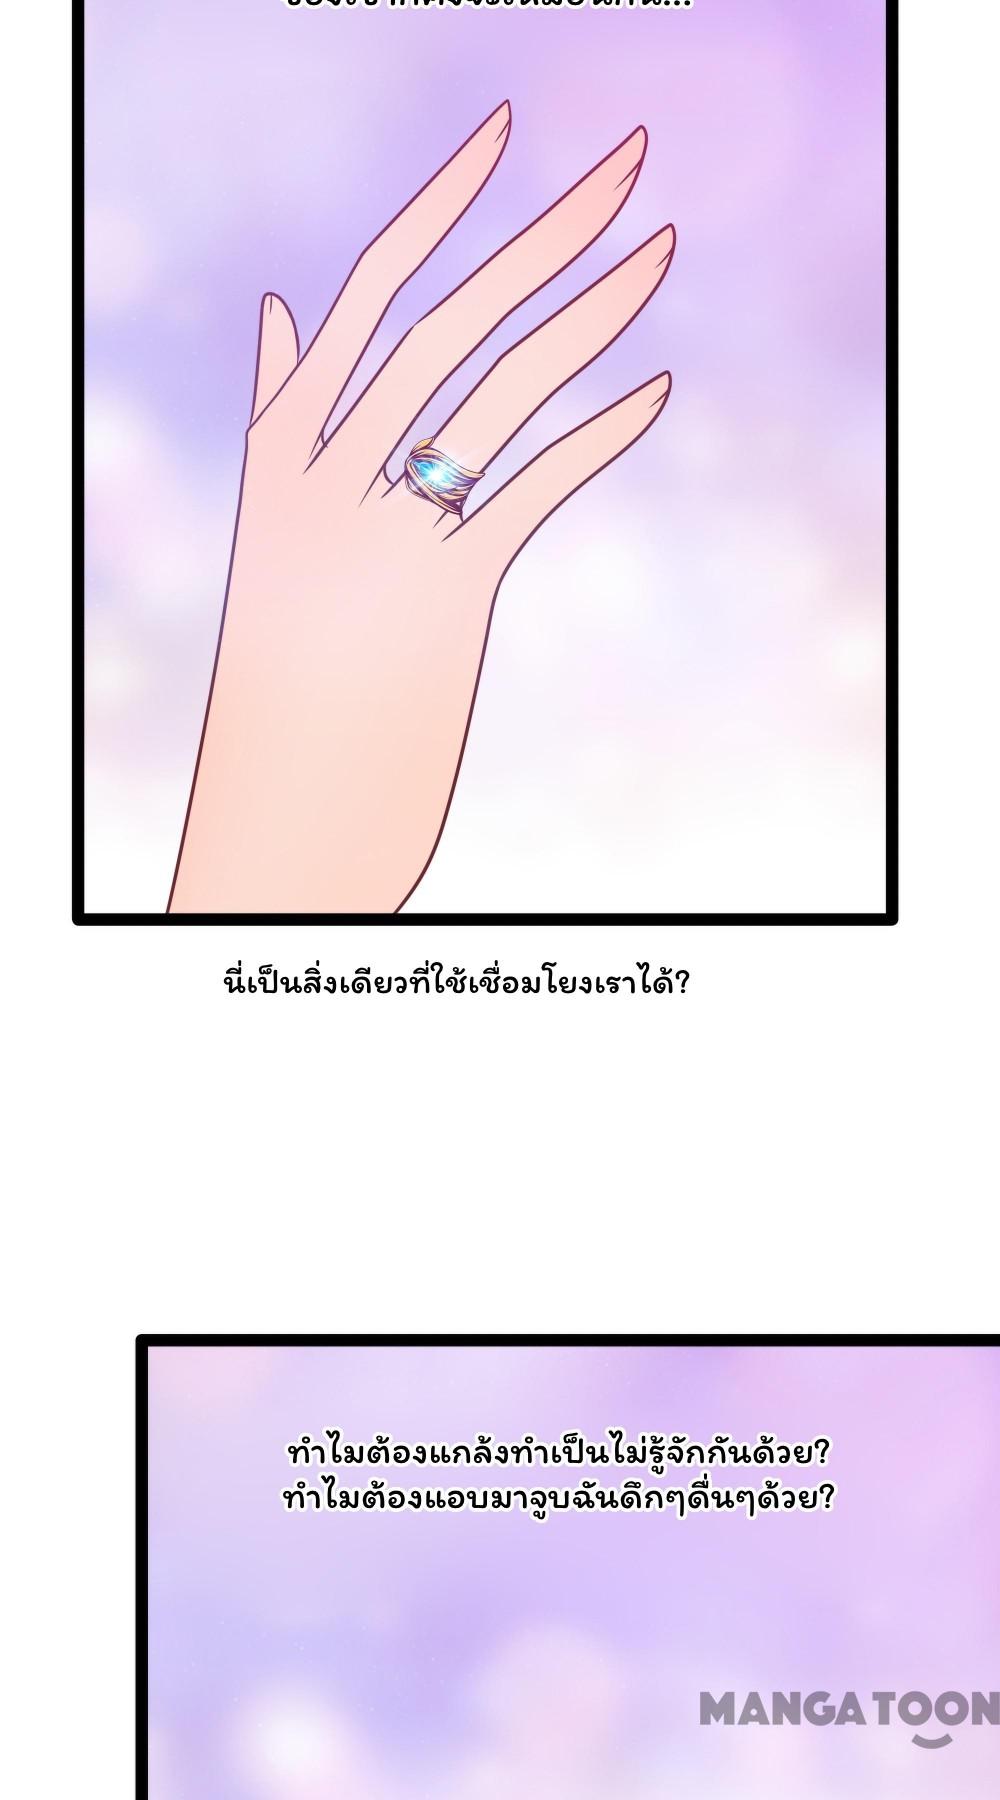 นี่เป็นสิ่งเดียวที่ใช้เชื่อมโยงเราได้?
ทำไมต้องแกล้งทำเป็นไม่รู้จักกันด้วย?
ทำไมต้องแอบมาจูบฉันดึกๆดื่นๆด้วย?
MANGATOON